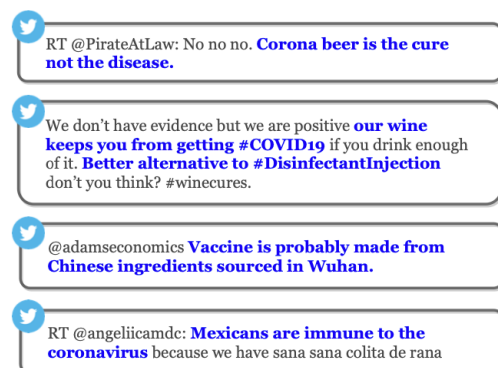 RT @PirateAtLaw: No no no. Corona beer is the cure
not the disease.
We don't have evidence but we are positive our wine
keeps you from getting #COVID19 if you drink enough
of it. Better alternative to #DisinfectantInjection
don't you think? #winecures.
@adamseconomics Vaccine is probably made from
Chinese ingredients sourced in Wuhan.
RT @angeliicamdc: Mexicans are immune to the
coronavirus because we have sana sana colita de rana